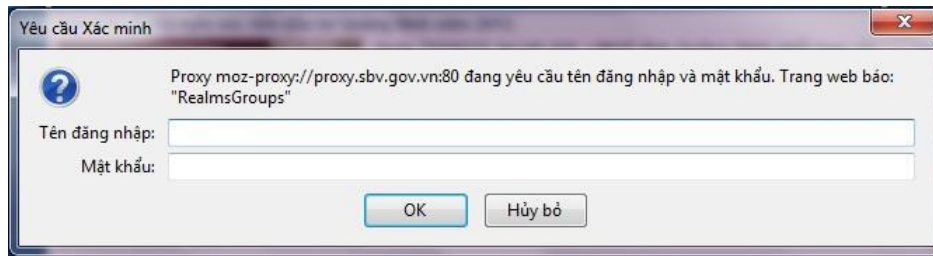 Yêu cầu Xác minh
Proxy moz-proxy://proxy.sbv.gov.vn:80 đang yêu cầu tên đăng nhập và mật khẩu. Trang web báo:
"RealmsGroups"
Tên đăng nhập:
Mật khẩu:
OK Hủy bỏ